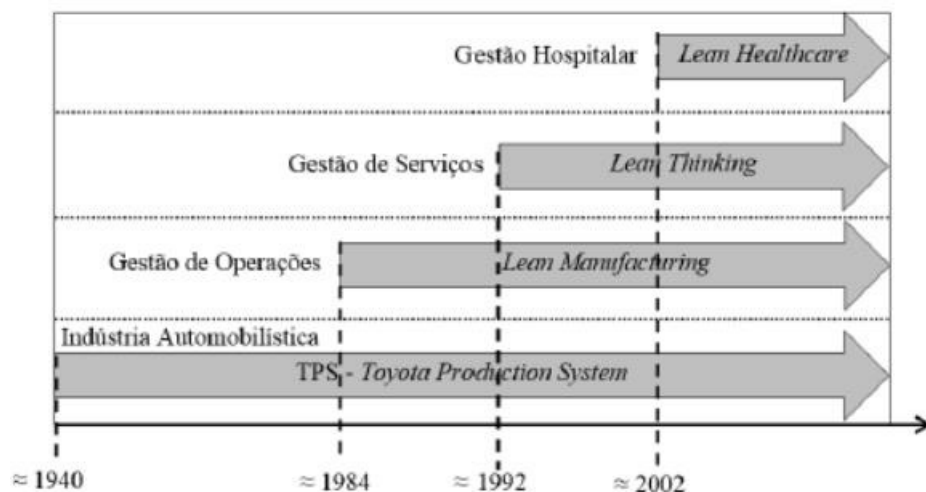 Gestão Hospitalar
Lean Healthcare
Gestão de Serviços
Lean Thinking
Gestão de Operações
Lean Manufacturing
Indústria Automobilística
TPS - Toyota Production System
≈ 1940
≈ 1984
≈ 1992
≈ 2002